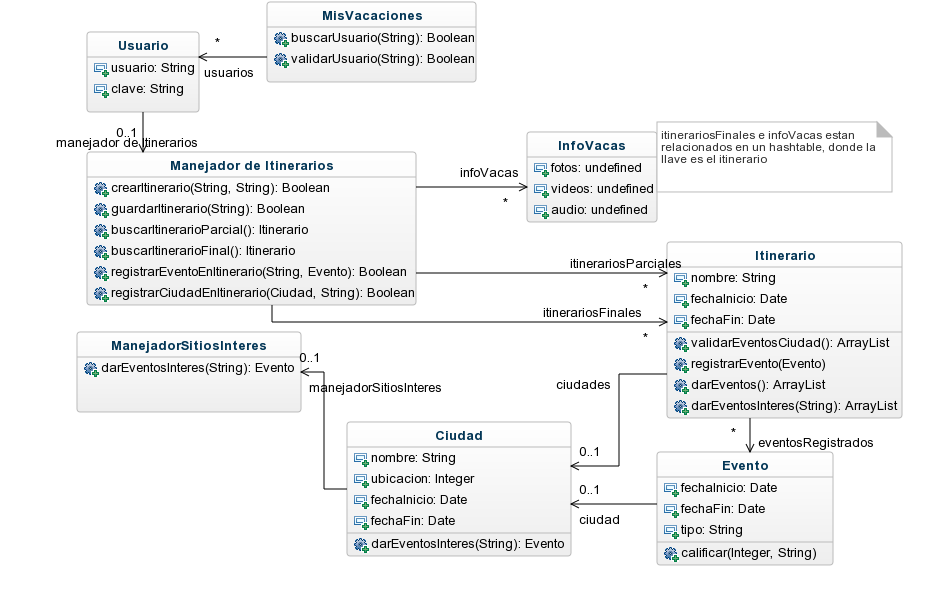 MisVacaciones
buscarUsuario(String): Boolean
validarUsuario(String): Boolean
Usuario
usuario: String
clave: String
*
usuarios
0..1
manejador de Itinerarios
Manejador de Itinerarios
crearItinerario(String, String): Boolean
guardarItinerario(String): Boolean
buscarItinerarioParcial(): Itinerario
buscarItinerarioFinal(): Itinerario
registrarEventoEnItinerario(String, Evento): Boolean
registrarCiudadEnItinerario(Ciudad, String): Boolean
infoVacas
*
InfoVacas
fotos: undefined
videos: undefined
audio: undefined
itinerariosFinales e infoVacas estan
relacionados en un hashtable, donde la
llave es el itinerario
itinerariosParciales
*
itinerariosFinales
*
Itinerario
nombre: String
fechaInicio: Date
fechaFin: Date
validarEventosCiudad(): ArrayList
registrarEvento(Evento)
darEventos(): ArrayList
darEventosInteres(String): ArrayList
ManejadorSitiosInteres
darEventosInteres(String): Evento
0..1
manejadorSitiosInteres
ciudades
0..1
Ciudad
nombre: String
ubicacion: Integer
fechaInicio: Date
fechaFin: Date
darEventosInteres(String): Evento
0..1
ciudad
*
eventosRegistrados
Evento
fechaInicio: Date
fechaFin: Date
tipo: String
calificar(Integer, String)